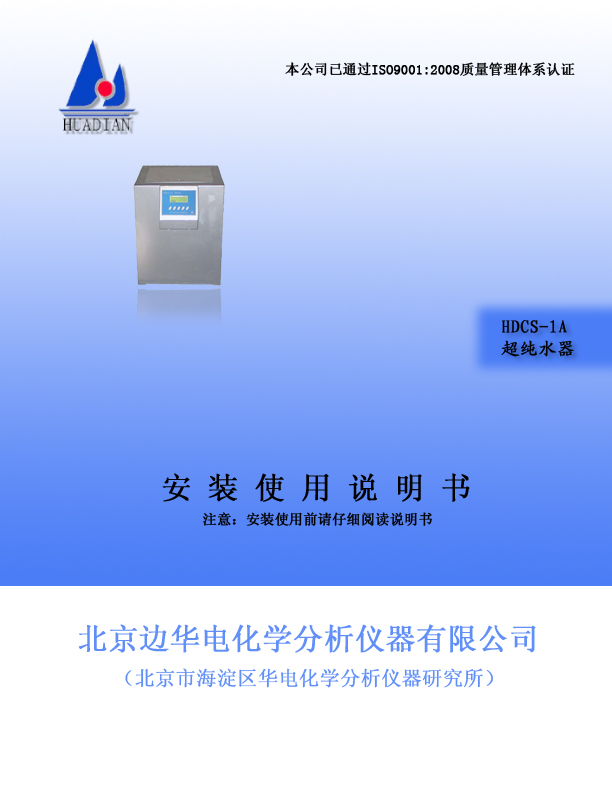 本公司已通过ISO9001:2008质量管理体系认证
HUADIAN
HDCS-1A
超纯水器
安装使用说明书
注意：安装使用前请仔细阅读说明书
北京边华电化学分析仪器有限公司
（北京市海淀区华电化学分析仪器研究所）